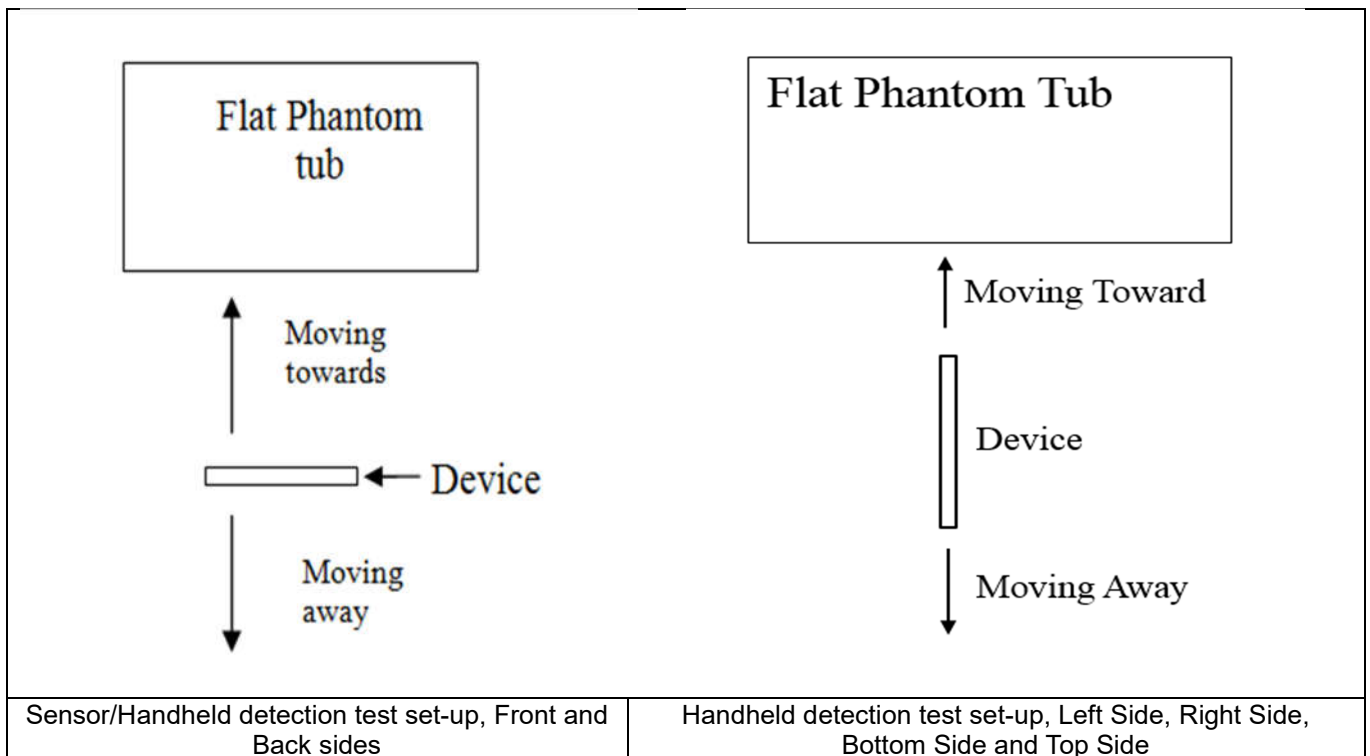 Flat Phantom
tub
Moving
towards
Device
Moving
away
Flat Phantom Tub
Moving Toward
Device
Moving Away
Sensor/Handheld detection test set-up, Front and
Back sides
Handheld detection test set-up, Left Side, Right Side,
Bottom Side and Top Side